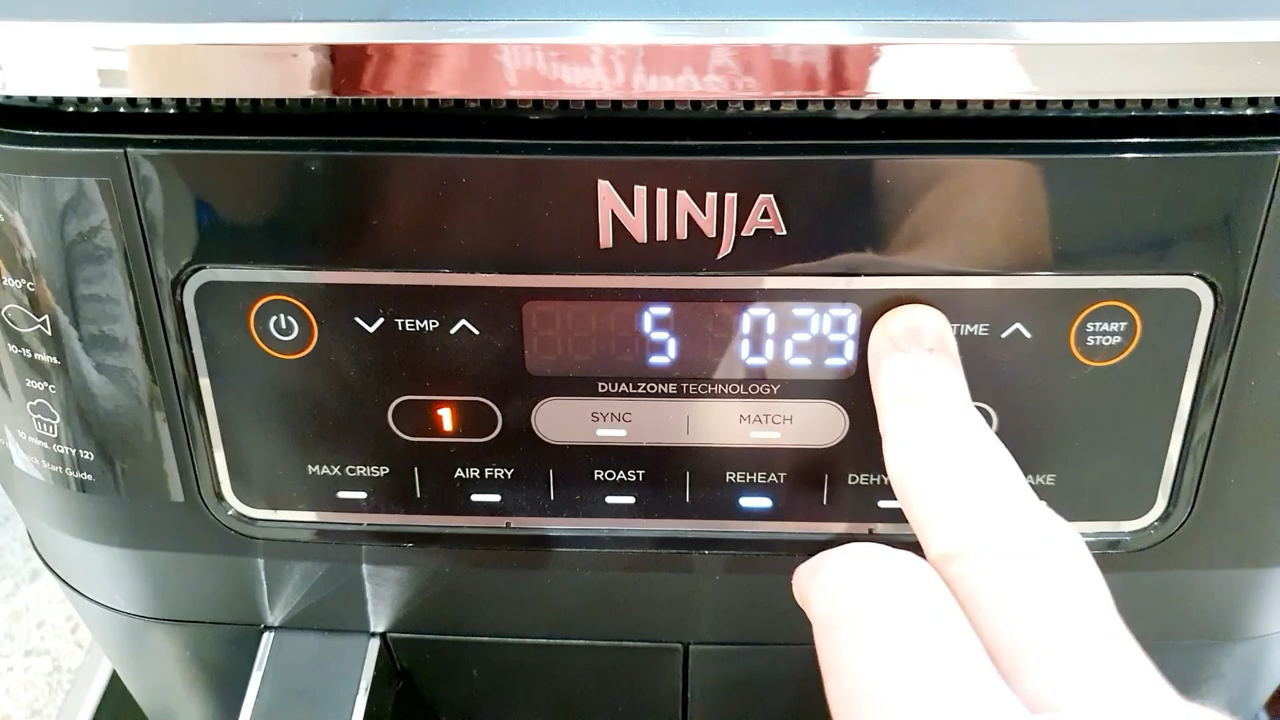 NINJA
TEMP
5 029
TIME
START
STOP
DUALZONE TECHNOLOGY
1
SYNC
MATCH
MAX CRISP
AIR FRY
ROAST
REHEAT
200°C
10-15 mins.
200°C
10 mins. (QTY 12)
Start Guide.